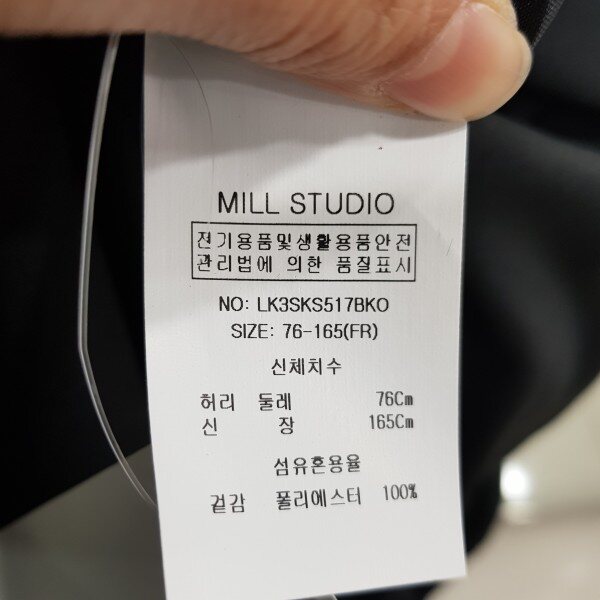 MILL STUDIO
전기용품및생활용품안전
관리법에 의한 품질표시
NO: LK3SKS517BKO
SIZE: 76-165(FR)
신체치수
허리 둘레 76Cm
신 장 165Cm
섬유혼용율
겉감 폴리에스터 100%